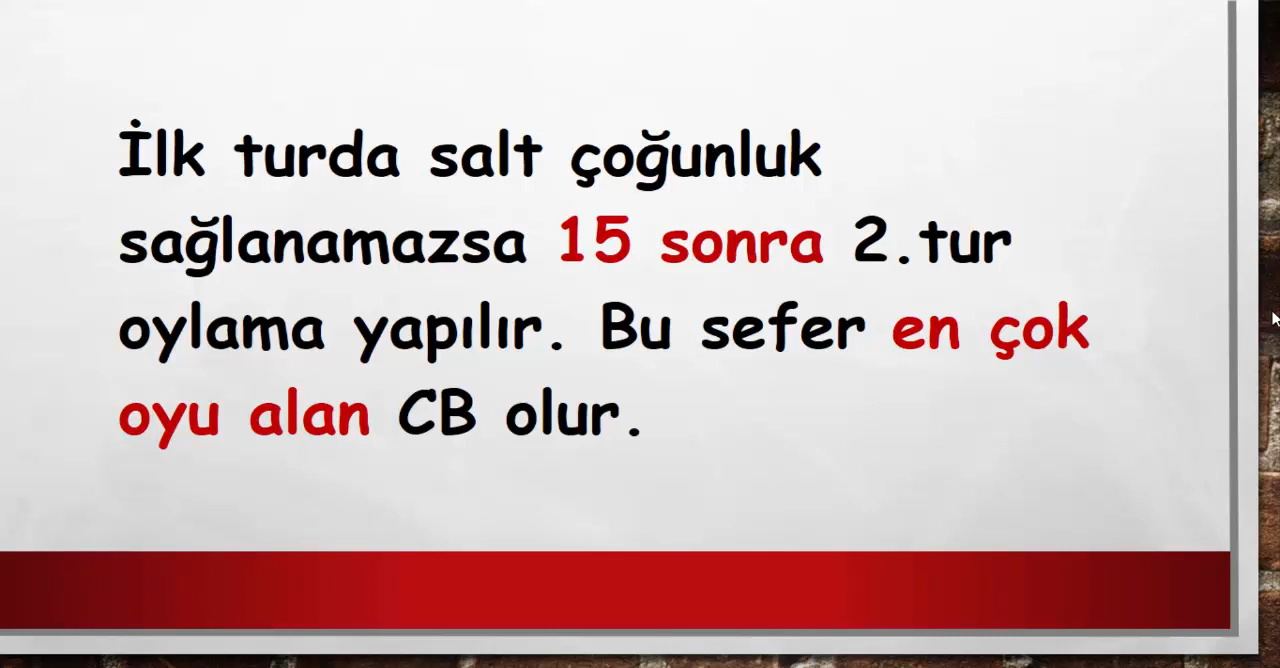 İlk turda salt çoğunluk
sağlanamazsa 15 sonra 2.tur
oylama yapılır. Bu sefer en çok
oyu alan CB olur.